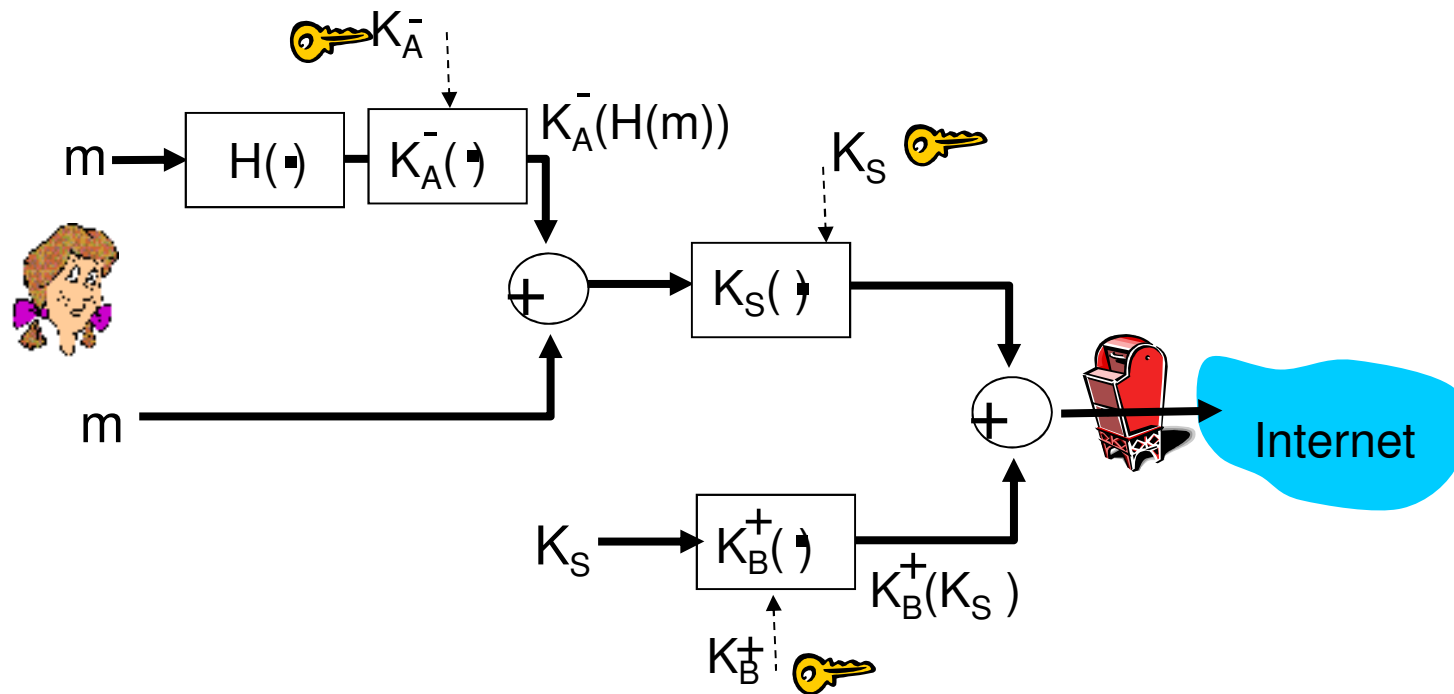 K_A^-
m
H(·)
K_A^-(·)
K_A^-(H(m))
K_S
+
K_S(·)
m
+
Internet
K_S
K_B^+(·)
K_B^+(K_S)
K_B^+